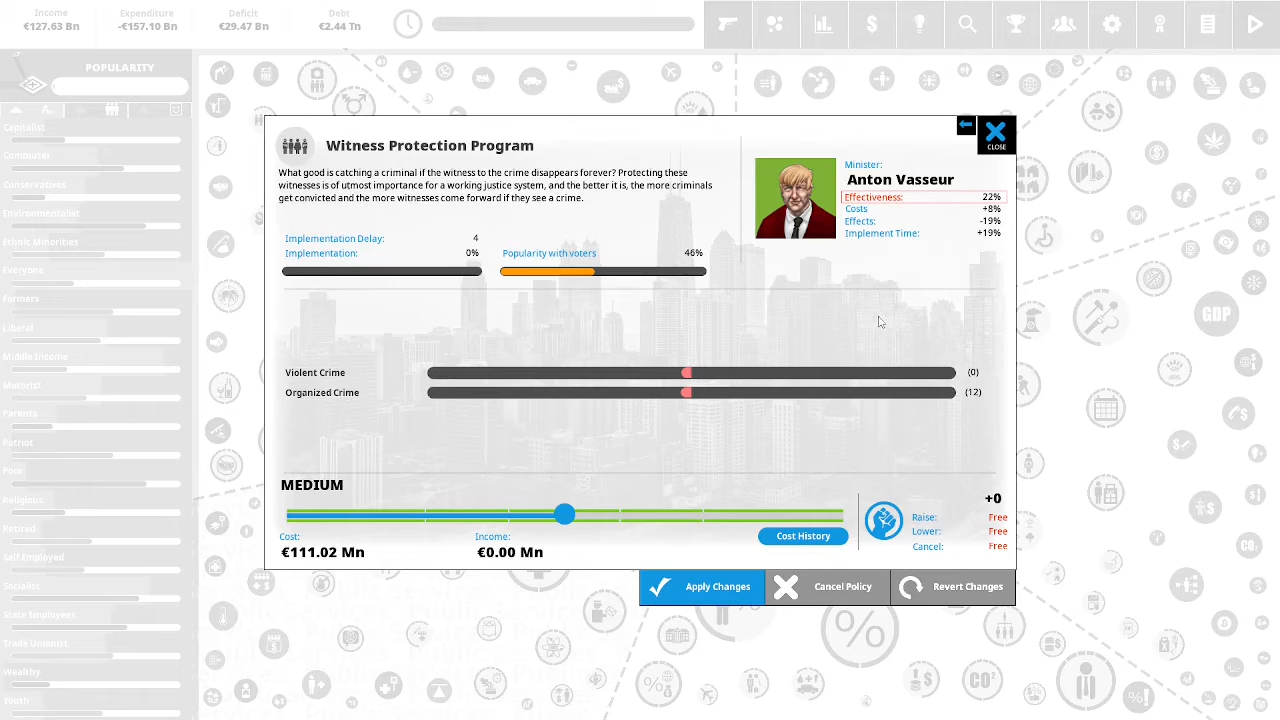 Income
Expenditure
Deficit
Debt
€127.63 Bn
-€157.10 Bn
€29.47 Bn
€2.44 Tn
POPULARITY
Capitalist
Commuter
Conservatives
Environmentalist
Ethnic Minorities
Everyone
Farmers
Liberal
Middle Income
Motorist
Parents
Patriot
Poor
Religious
Retired
Self Employed
Socialist
State Employees
Trade Unionist
Wealthy
Youth
Witness Protection Program
What good is catching a criminal if the witness to the crime disappears forever? Protecting these
witnesses is of utmost importance for a working justice system, and the better it is, the more criminals
get convicted and the more witnesses come forward if they see a crime.
Implementation Delay: 4
Implementation: 0%
Popularity with voters 46%
CLOSE
Minister:
Anton Vasseur
Effectiveness: 22%
Costs +8%
Effects: -19%
Implement Time: +19%
Violent Crime (0)
Organized Crime (12)
MEDIUM
Cost:
€111.02 Mn
Income:
€0.00 Mn
Cost History
+0
Raise: Free
Lower: Free
Cancel: Free
Apply Changes
Cancel Policy
Revert Changes
GDP
CO²
CO²